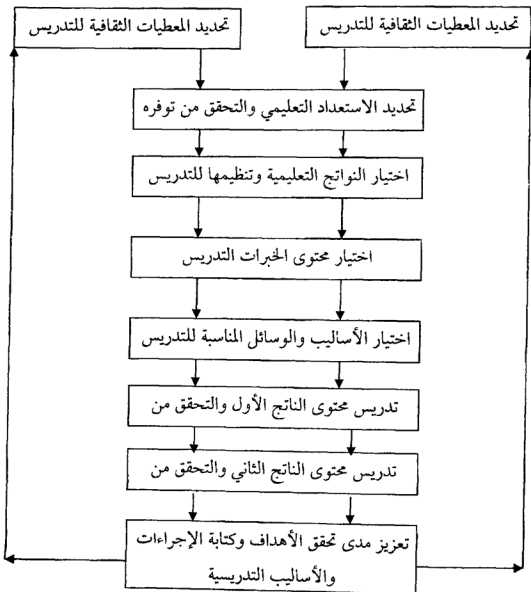 تحديد المعطيات الثقافية للتدريس
تحديد المعطيات الثقافية للتدريس
تحديد الاستعداد التعليمي والتحقق من توفره
اختيار النواتج التعليمية وتنظيمها للتدريس
اختيار محتوى الخبرات التدريس
اختيار الأساليب والوسائل المناسبة للتدريس
تدريس محتوى الناتج الأول والتحقق من
تدريس محتوى الناتج الثاني والتحقق من
تعزيز مدى تحقق الأهداف وكتابة الإجراءات
والأساليب التدريسية